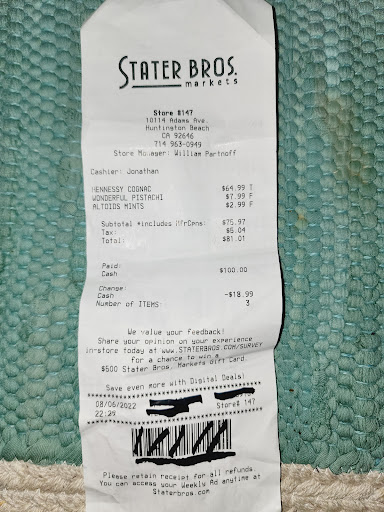 STATER BROS.
markets
Store #147
10114 Adams Ave.
Huntington Beach
CA 92646
714 963-0949
Store Manager: William Partnoff
Cashier: Jonathan
HENNESSY COGNAC $64.99 T
WONDERFUL PISTACHI $7.99 F
ALTOIDS MINTS $2.99 F
Subtotal *includes MfrCpns: $75.97
Tax: $5.04
Total: $81.01
Paid:
Cash $100.00
Change:
Cash -$18.99
Number of ITEMS: 3
We value your feedback!
Share your opinion on your experience
in-store today at www.STATERBROS.COM/SURVEY
for a chance to win a
$500 Stater Bros. Markets Gift Card.
Save even more with Digital Deals!
08/06/2022
22:29 Store# 147
Please retain receipt for all refunds.
You can access your Weekly Ad anytime at
Staterbros.com